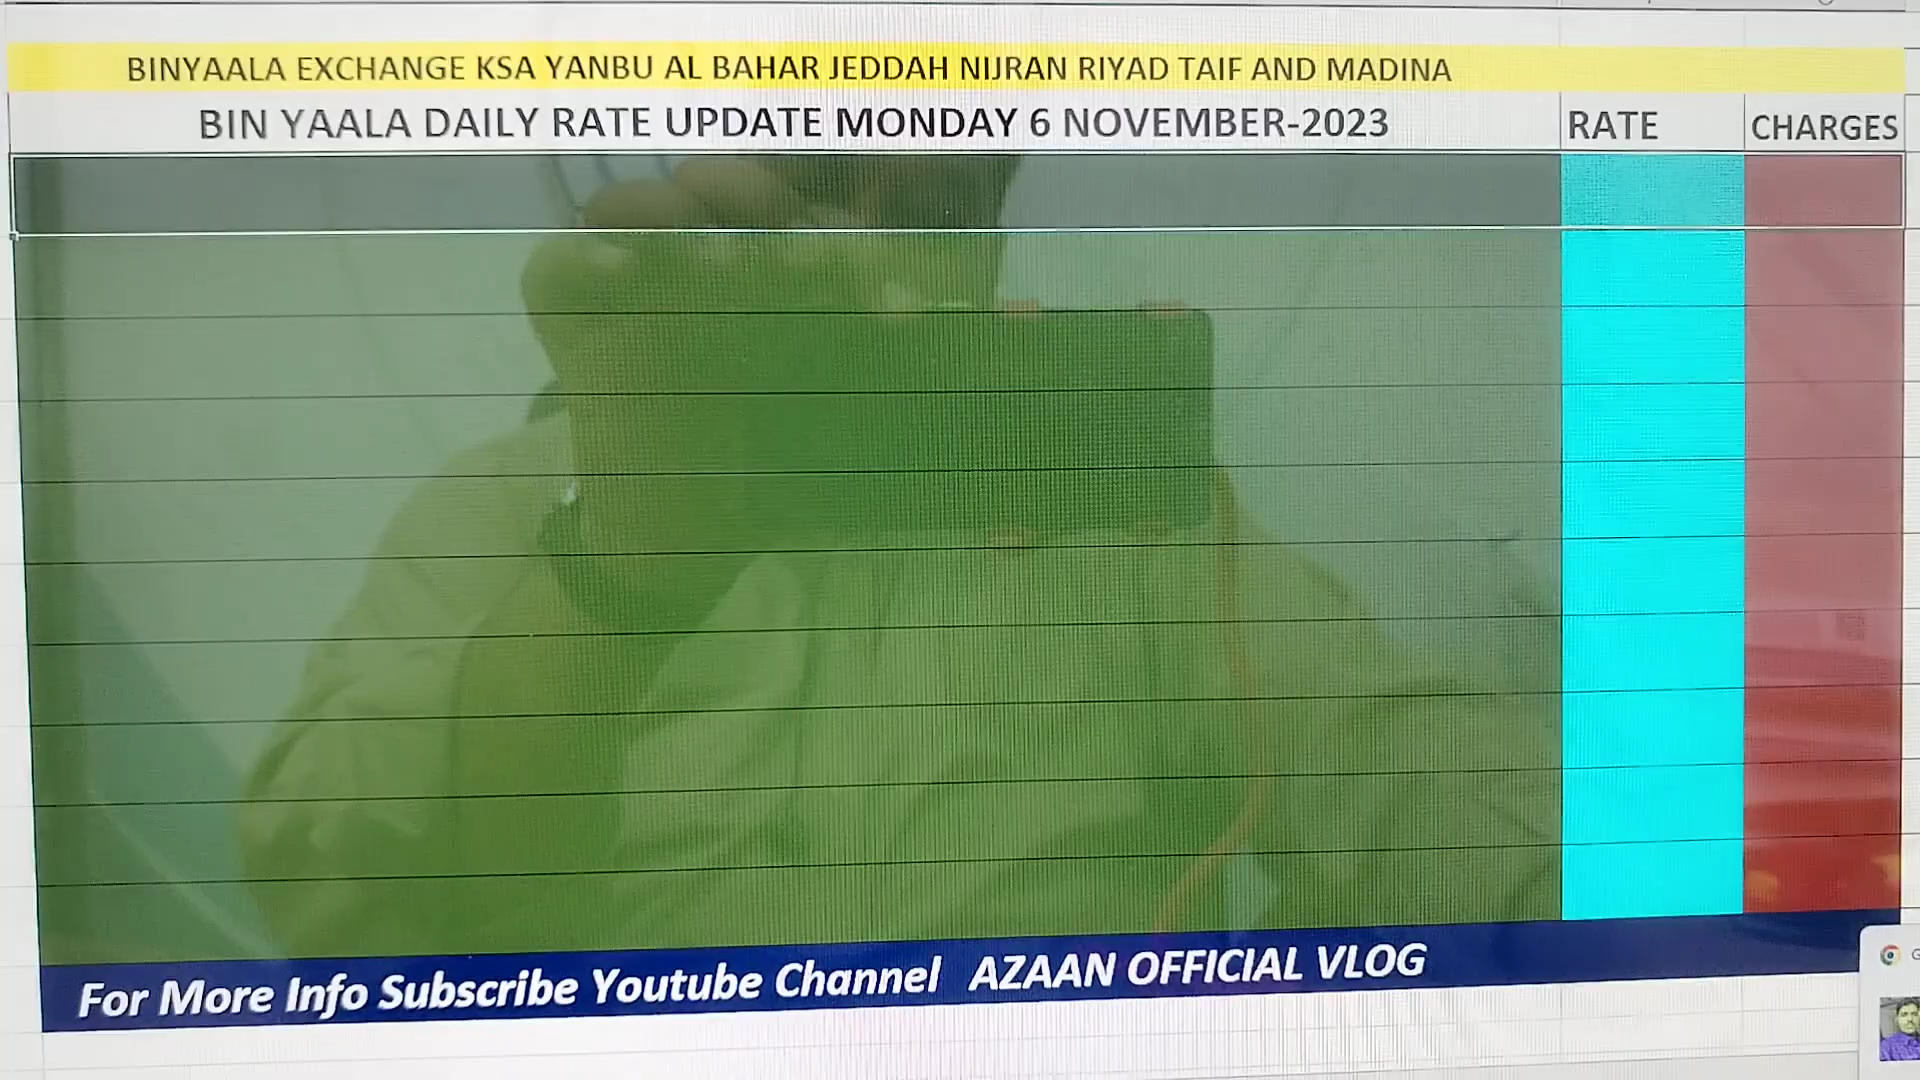 BINYAALA EXCHANGE KSA YANBU AL BAHAR JEDDAH NIJRAN RIYAD TAIF AND MADINA
BIN YAALA DAILY RATE UPDATE MONDAY 6 NOVEMBER-2023 RATE CHARGES
For More Info Subscribe Youtube Channel AZAAN OFFICIAL VLOG